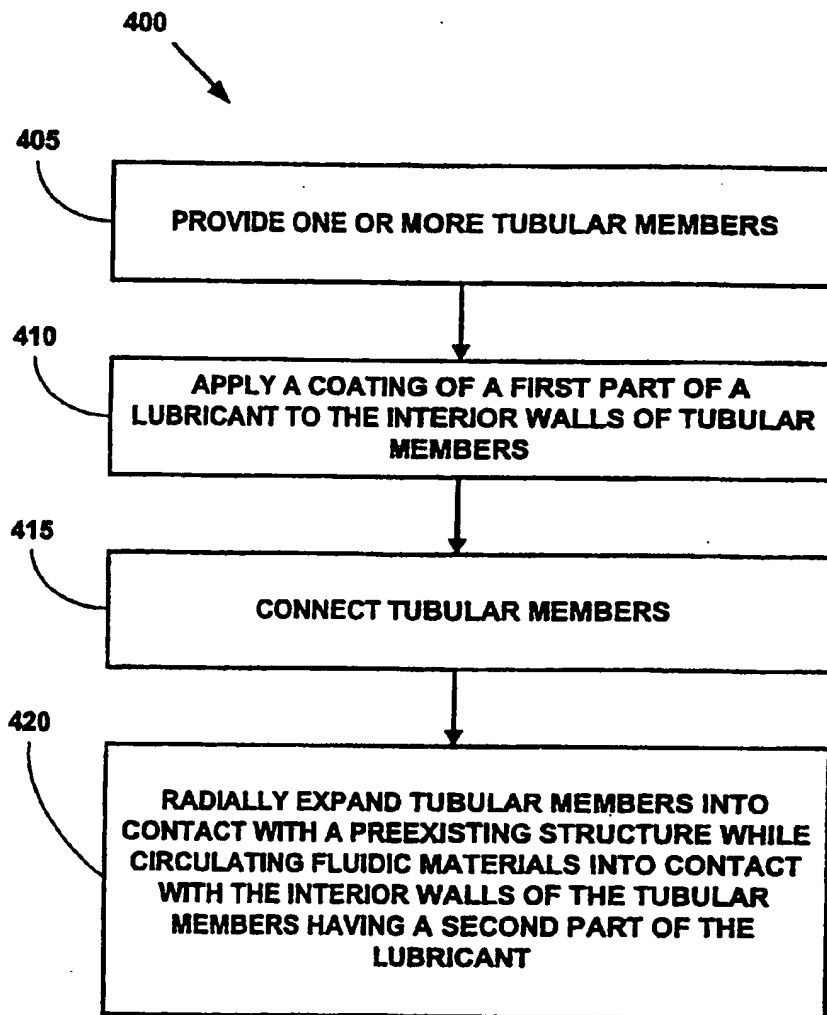 400
405
PROVIDE ONE OR MORE TUBULAR MEMBERS
410
APPLY A COATING OF A FIRST PART OF A
LUBRICANT TO THE INTERIOR WALLS OF TUBULAR
MEMBERS
415
CONNECT TUBULAR MEMBERS
420
RADIALLY EXPAND TUBULAR MEMBERS INTO
CONTACT WITH A PREEXISTING STRUCTURE WHILE
CIRCULATING FLUIDIC MATERIALS INTO CONTACT
WITH THE INTERIOR WALLS OF THE TUBULAR
MEMBERS HAVING A SECOND PART OF THE
LUBRICANT